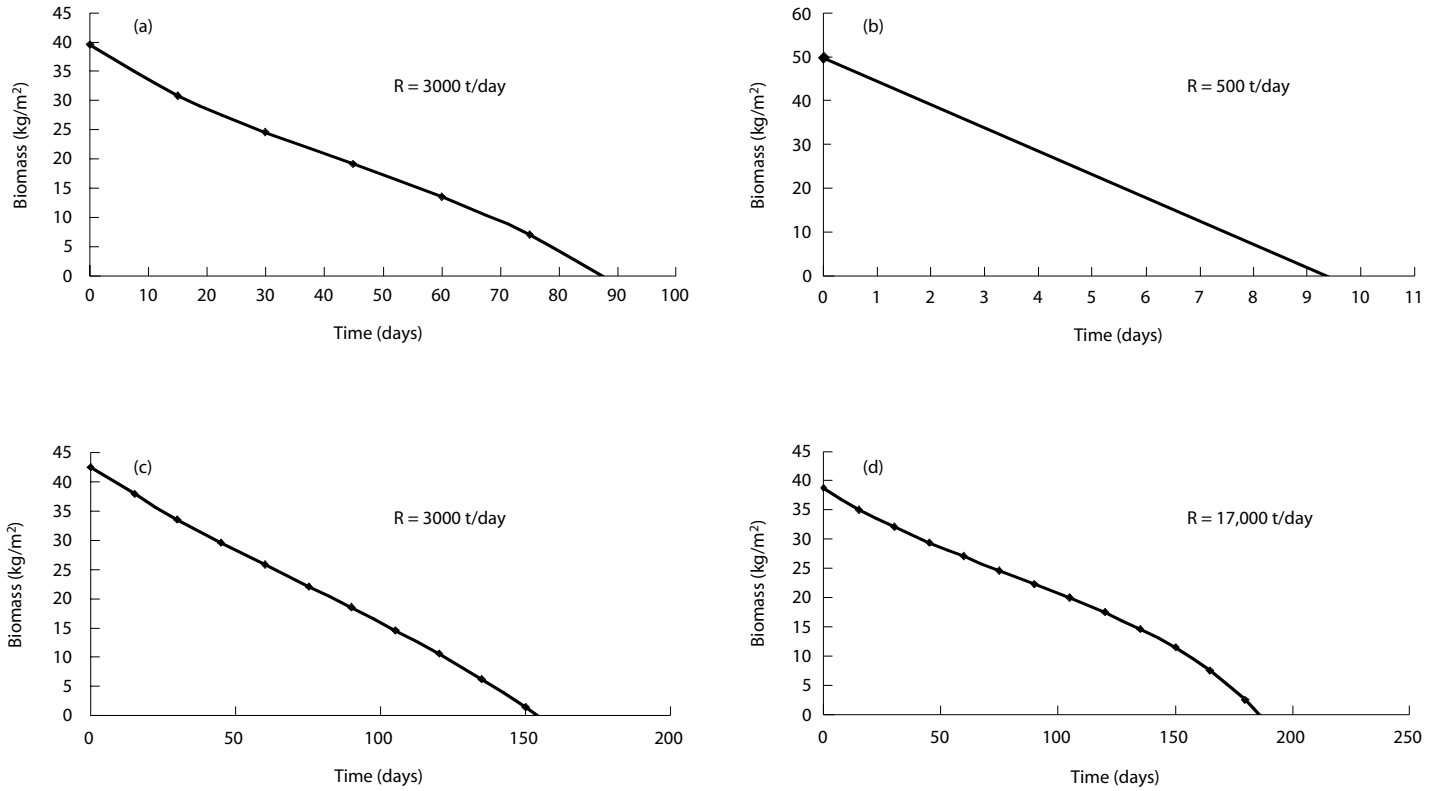 (a)
R = 3000 t/day
Biomass (kg/m²)
45
40
35
30
25
20
15
10
5
0
0 10 20 30 40 50 60 70 80 90 100
Time (days)
(b)
R = 500 t/day
Biomass (kg/m²)
60
50
40
30
20
10
0
0 1 2 3 4 5 6 7 8 9 10 11
Time (days)
(c)
R = 3000 t/day
Biomass (kg/m²)
45
40
35
30
25
20
15
10
5
0
0 50 100 150 200
Time (days)
(d)
R = 17,000 t/day
Biomass (kg/m²)
45
40
35
30
25
20
15
10
5
0
0 50 100 150 200 250
Time (days)